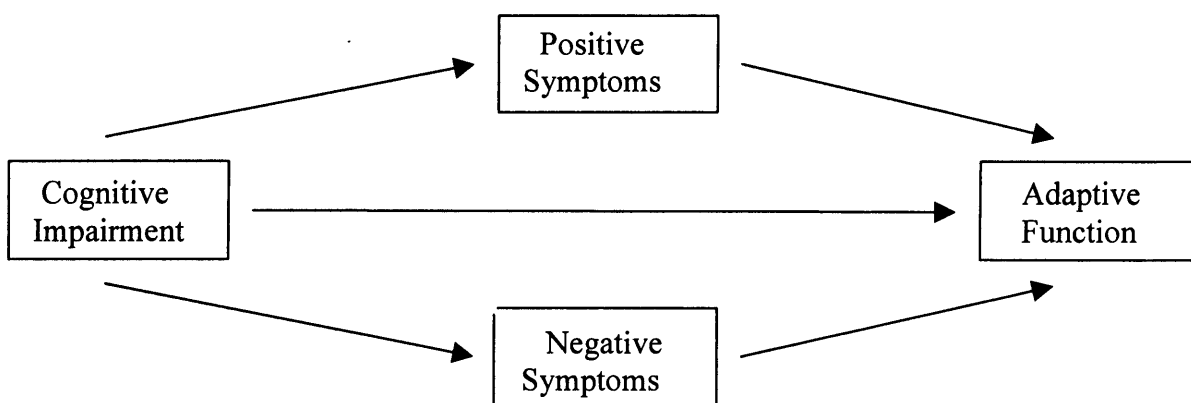 Positive
Symptoms
Cognitive
Impairment
Adaptive
Function
Negative
Symptoms